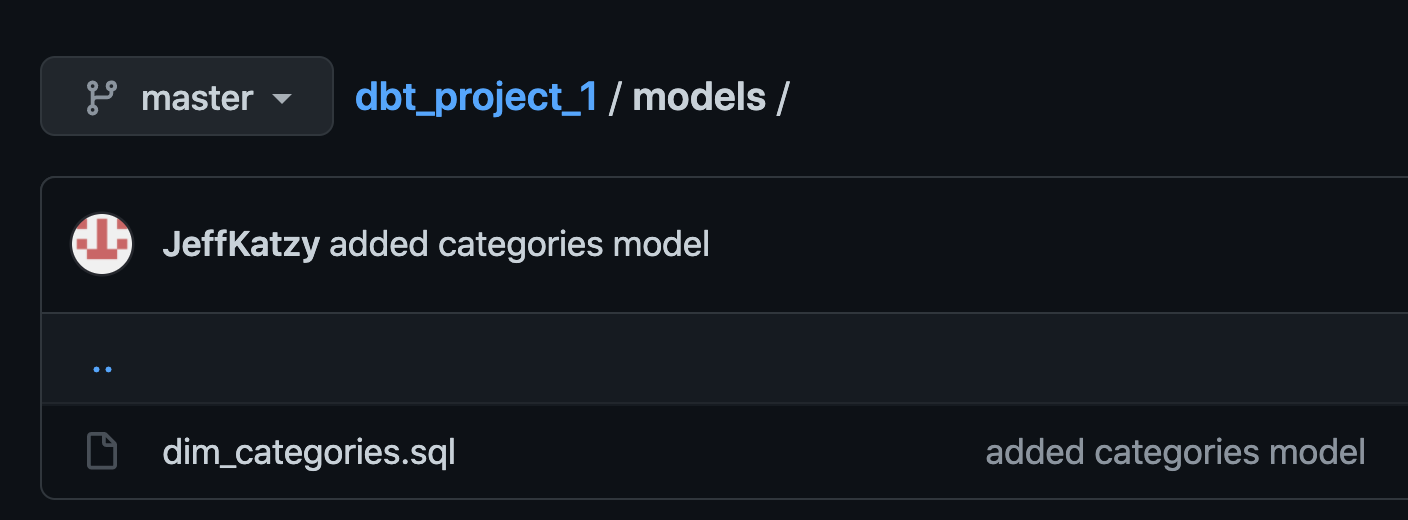 master dbt_project_1 / models /
JeffKatzy added categories model
..
dim_categories.sql added categories model